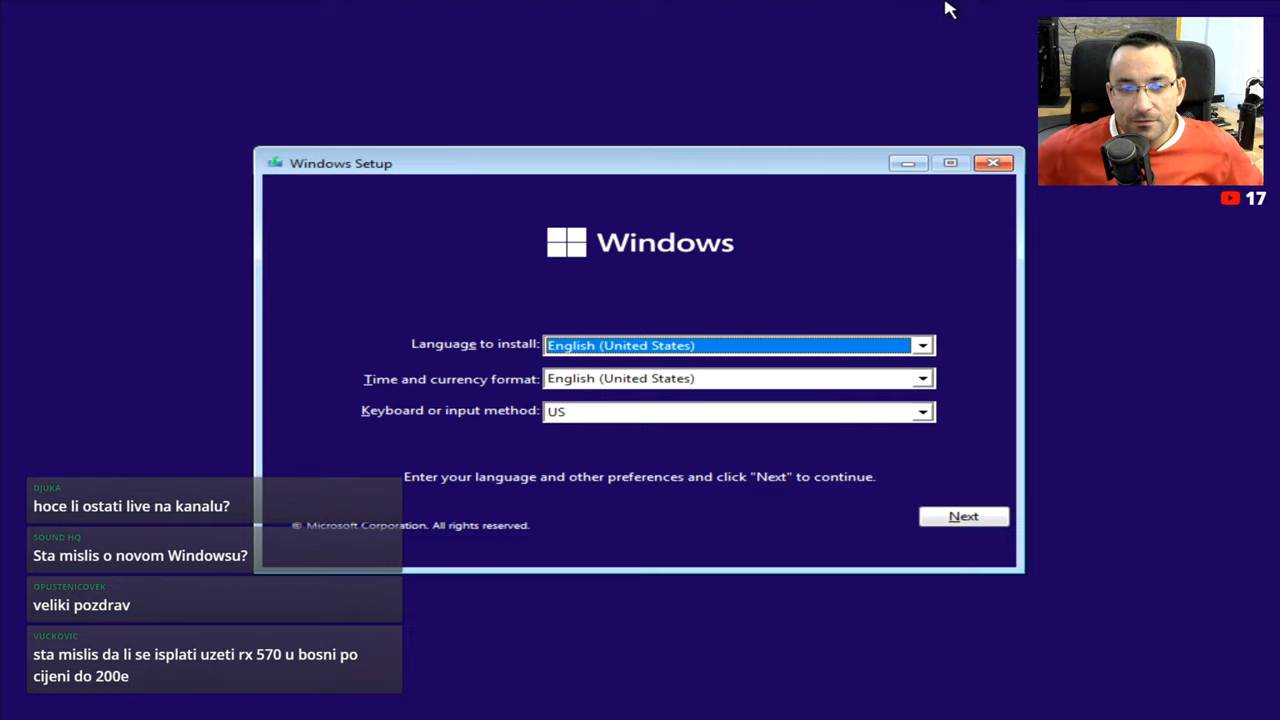 Windows Setup
17
Windows
Language to install:
English (United States)
Time and currency format:
English (United States)
Keyboard or input method:
US
Enter your language and other preferences and click "Next" to continue.
Next
© Microsoft Corporation. All rights reserved.
DJUKA
hoce li ostati live na kanalu?
SOUND HQ
Sta mislis o novom Windowsu?
OPUSTENICOVEK
veliki pozdrav
VUCKOVIC
sta mislis da li se isplati uzeti rx 570 u bosni po
cijeni do 200e